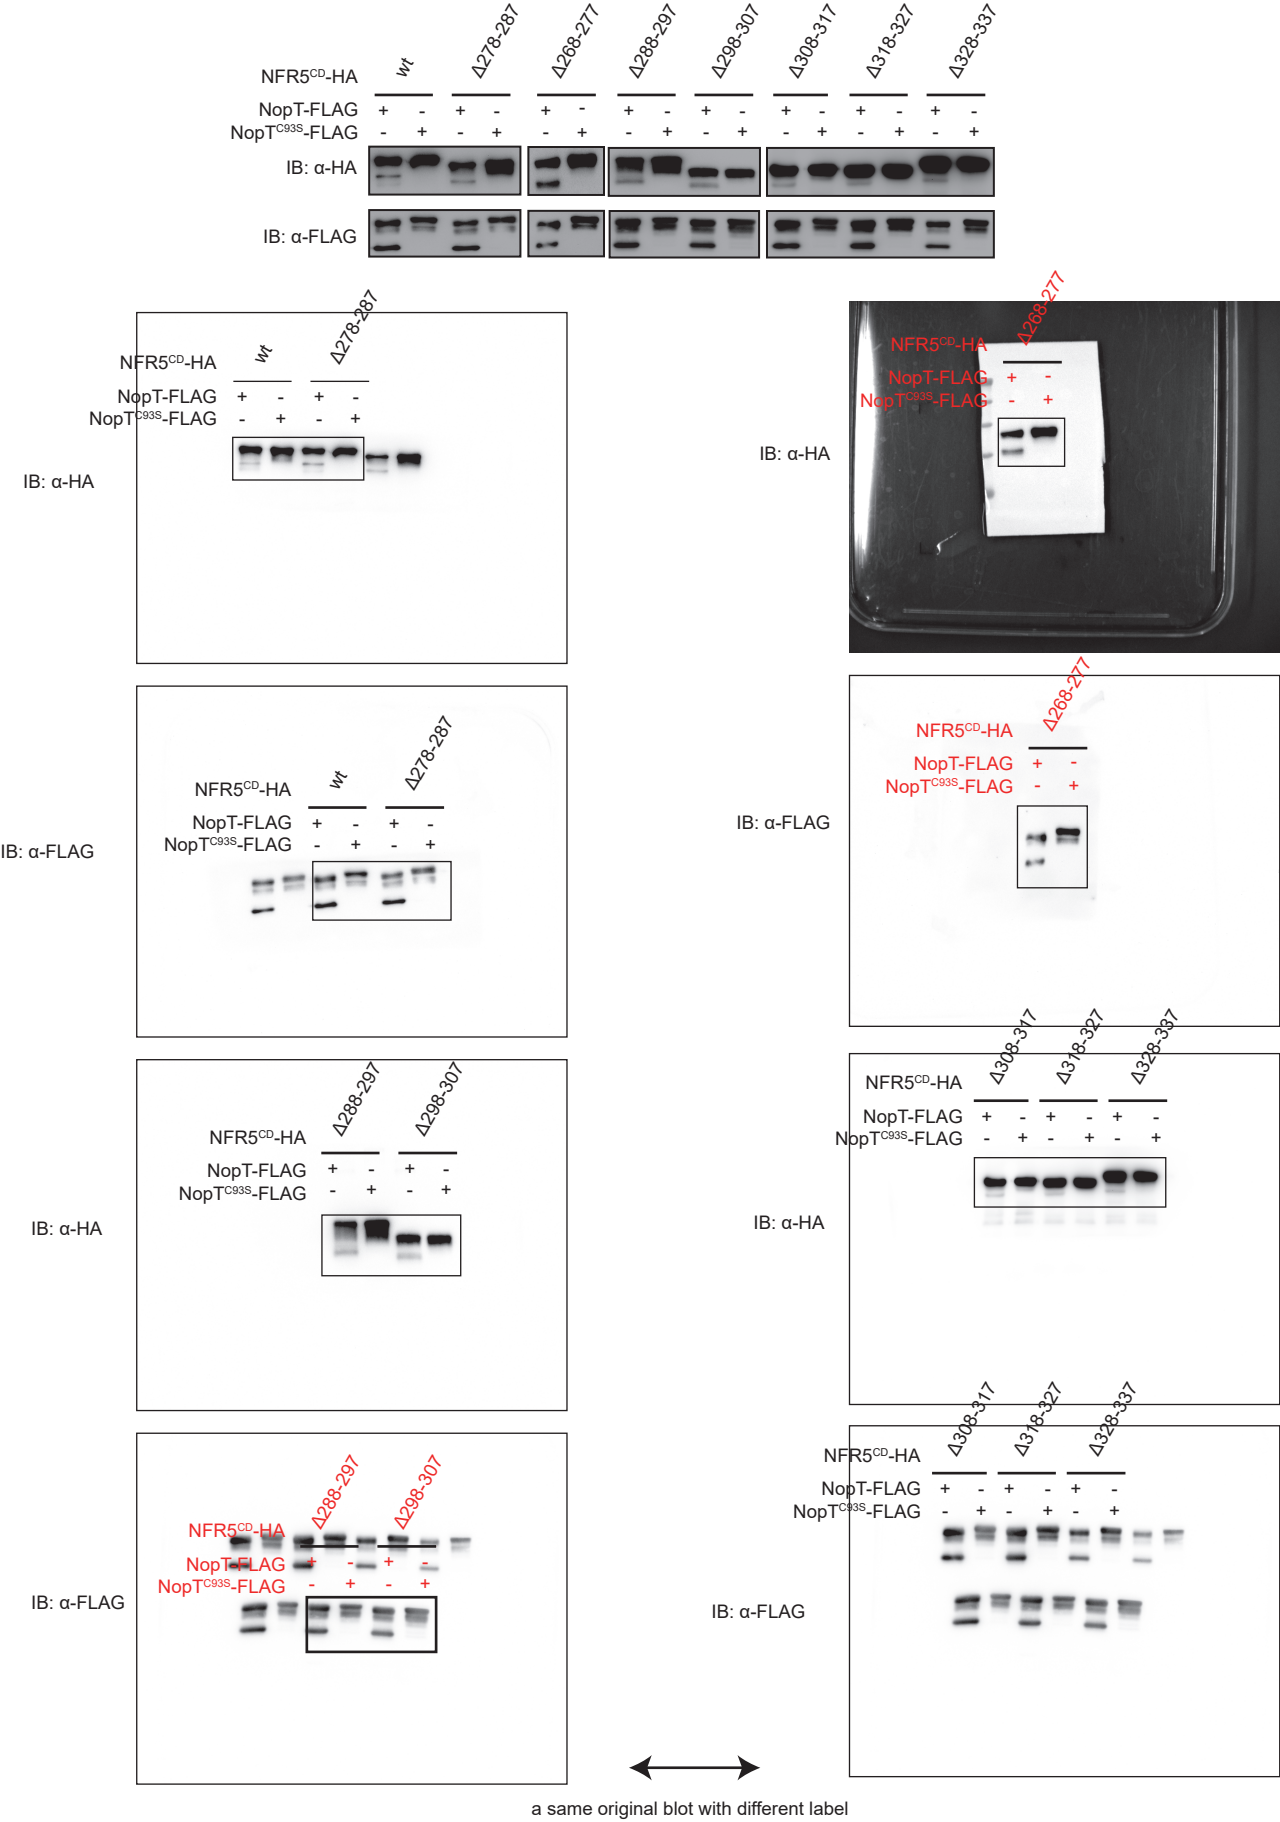 NFR5CD-HA wt Δ278-287 Δ268-277 Δ288-297 Δ298-307 Δ308-317 Δ318-327 Δ328-337
NopT-FLAG + - + - + - + - + - + - + - + -
NopTC93S-FLAG - + - + - + - + - + - + - + - +
IB: α-HA
IB: α-FLAG
NFR5CD-HA wt Δ278-287
NopT-FLAG + - + -
NopTC93S-FLAG - + - +
IB: α-HA
NFR5CD-HA Δ268-277
NopT-FLAG + -
NopTC93S-FLAG - +
IB: α-HA
NFR5CD-HA wt Δ278-287
NopT-FLAG + - + -
NopTC93S-FLAG - + - +
IB: α-FLAG
NFR5CD-HA Δ268-277
NopT-FLAG + -
NopTC93S-FLAG - +
IB: α-FLAG
NFR5CD-HA Δ288-297 Δ298-307
NopT-FLAG + - + -
NopTC93S-FLAG - + - +
IB: α-HA
NFR5CD-HA Δ308-317 Δ318-327 Δ328-337
NopT-FLAG + - + - + -
NopTC93S-FLAG - + - + - +
IB: α-HA
NFR5CD-HA Δ288-297 Δ298-307
NopT-FLAG + - + -
NopTC93S-FLAG - + - +
IB: α-FLAG
NFR5CD-HA Δ308-317 Δ318-327 Δ328-337
NopT-FLAG + - + - + -
NopTC93S-FLAG - + - + - +
IB: α-FLAG
a same original blot with different label